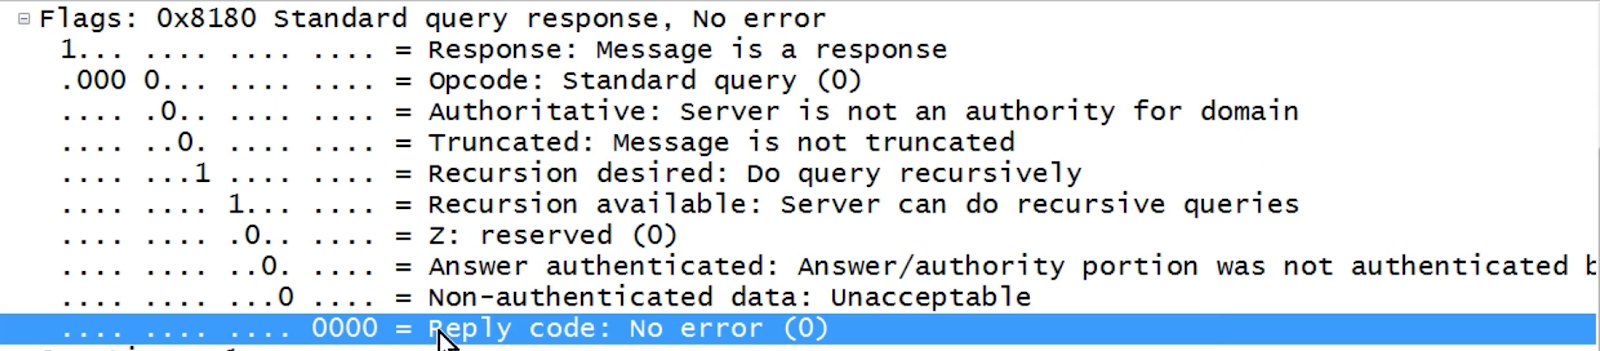 Flags: 0x8180 Standard query response, No error
1... .... .... .... = Response: Message is a response
.000 0... .... .... = Opcode: Standard query (0)
.... .0.. .... .... = Authoritative: Server is not an authority for domain
.... ..0. .... .... = Truncated: Message is not truncated
.... ...1 .... .... = Recursion desired: Do query recursively
.... .... 1... .... = Recursion available: Server can do recursive queries
.... .... .0.. .... = Z: reserved (0)
.... .... ..0. .... = Answer authenticated: Answer/authority portion was not authenticated b
.... .... ...0 .... = Non-authenticated data: Unacceptable
.... .... .... 0000 = Reply code: No error (0)